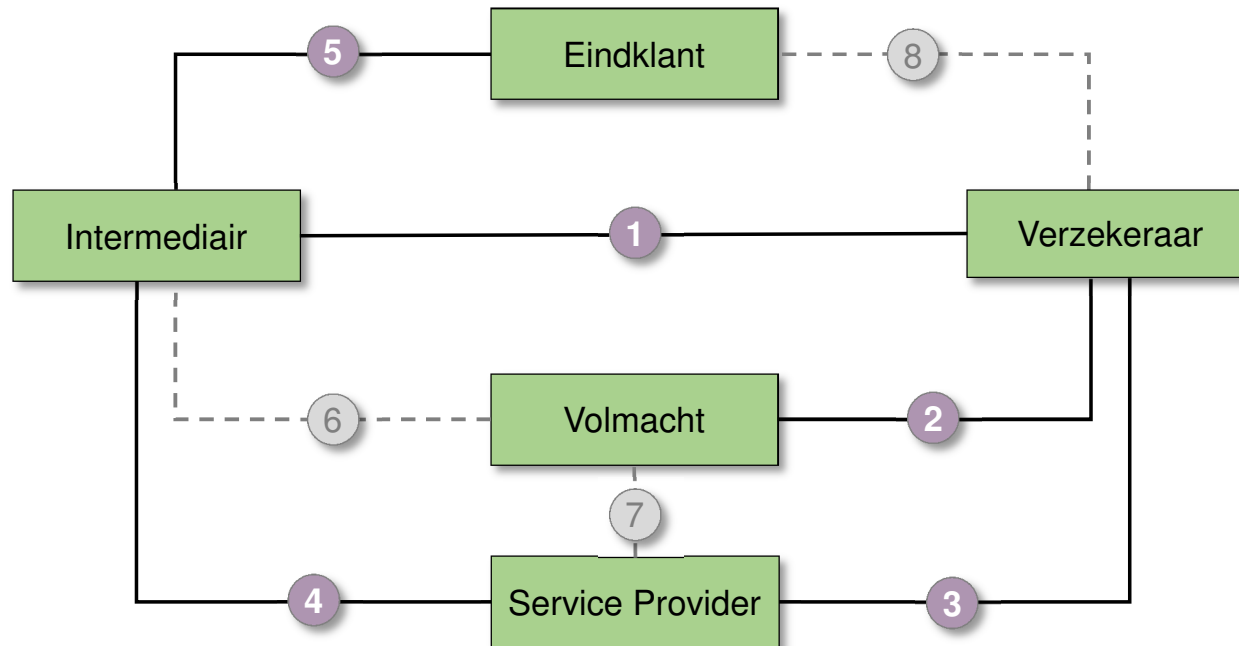 5
Eindklant
8
Intermediair
1
Verzekeraar
6
Volmacht
2
7
4
Service Provider
3